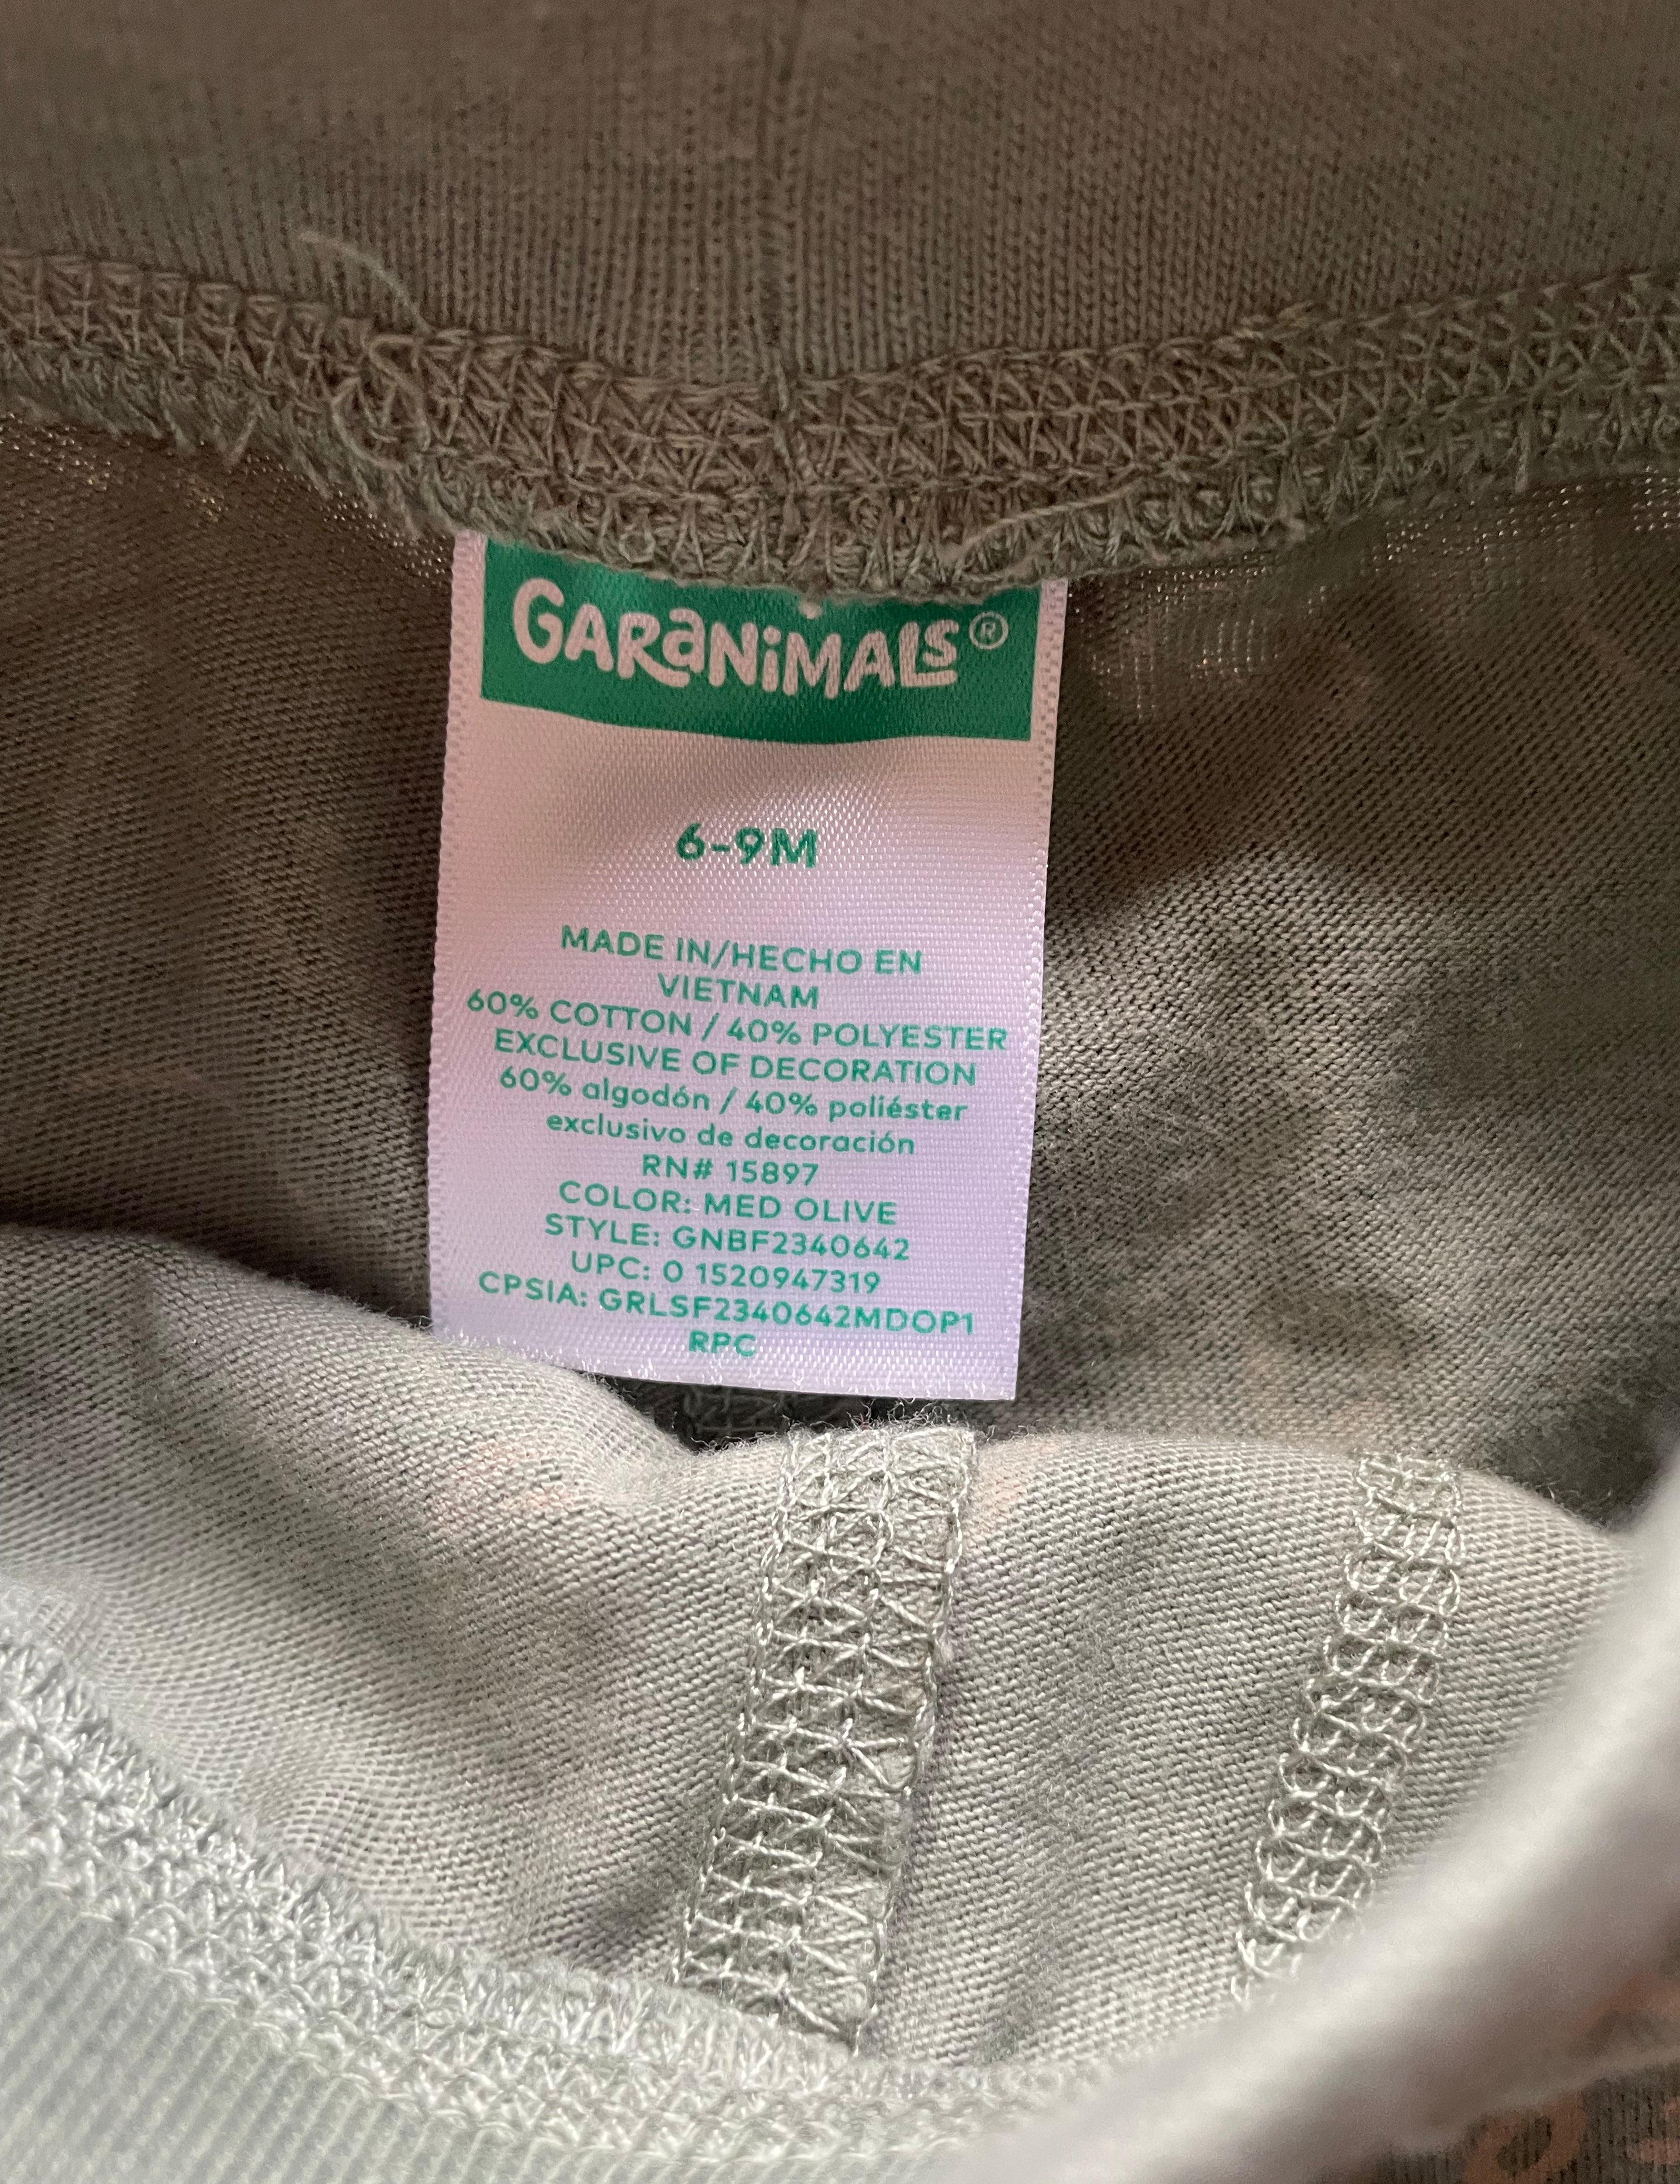 GARANiMALS®
6-9M
MADE IN/HECHO EN
VIETNAM
60% COTTON / 40% POLYESTER
EXCLUSIVE OF DECORATION
60% algodón / 40% poliéster
exclusivo de decoración
RN# 15897
COLOR: MED OLIVE
STYLE: GNBF2340642
UPC: 0 1520947319
CPSIA: GRLSF2340642MDOP1
RPC